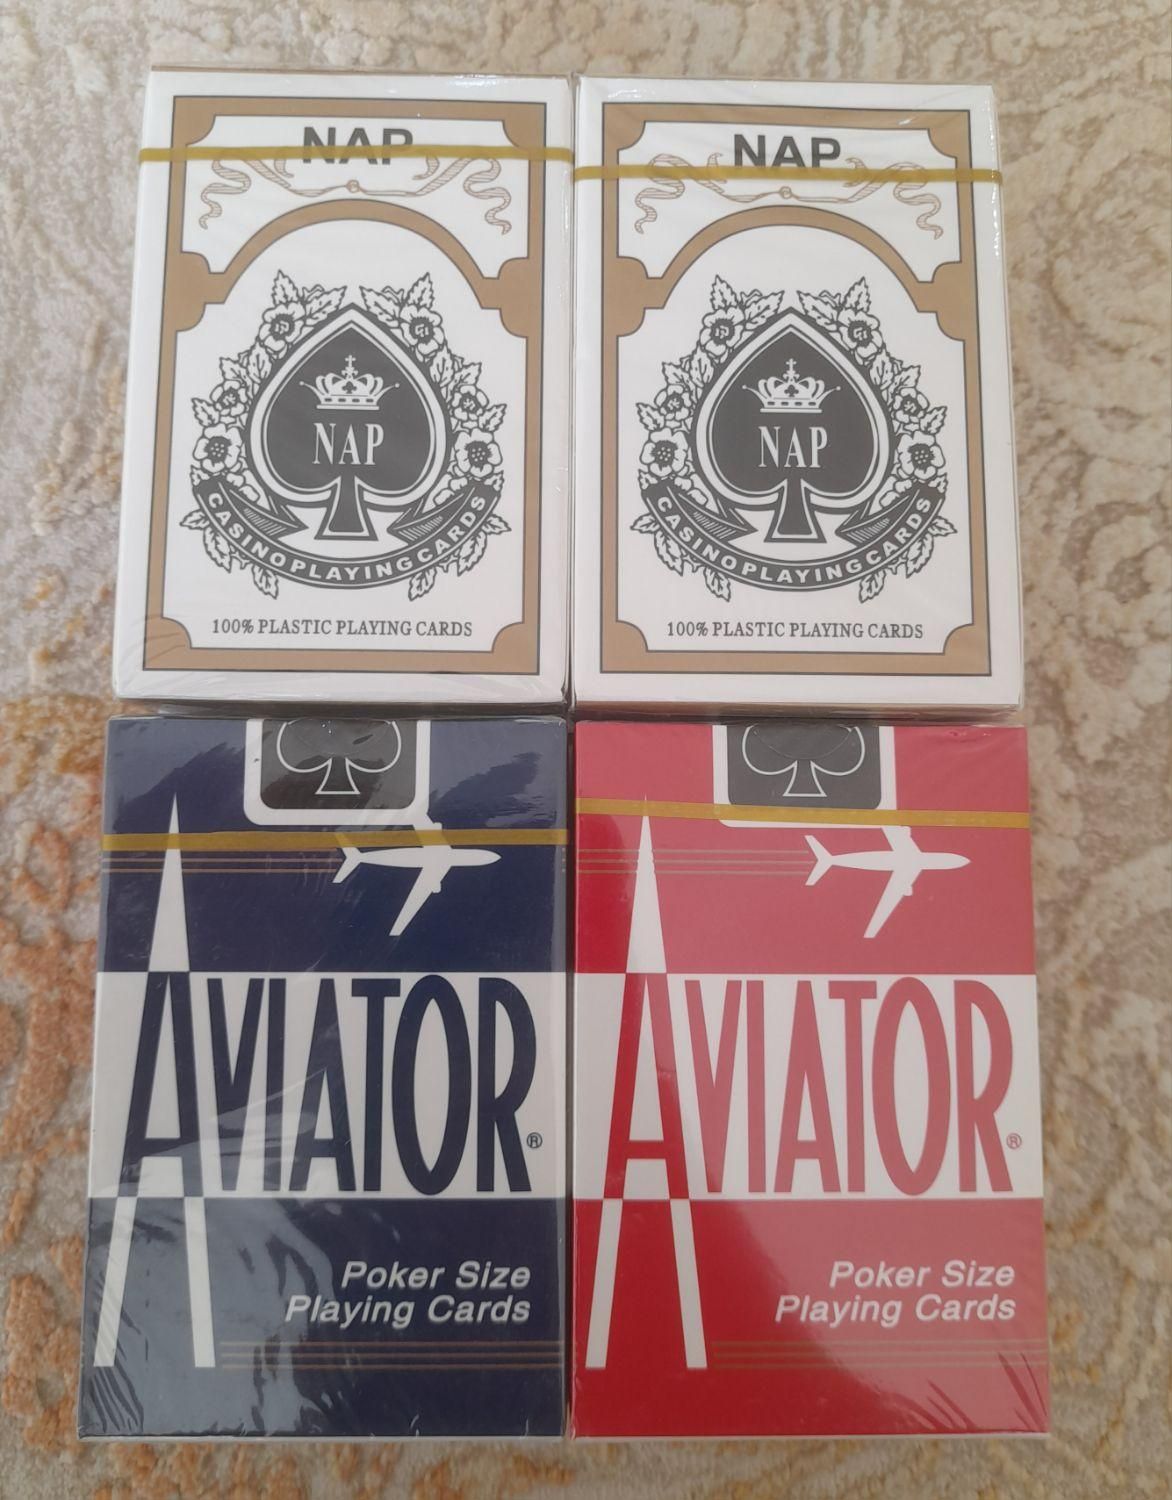 NAP
NAP
CASINO PLAYING CARDS
100% PLASTIC PLAYING CARDS
NAP
NAP
CASINO PLAYING CARDS
100% PLASTIC PLAYING CARDS
AVIATOR®
Poker Size
Playing Cards
AVIATOR®
Poker Size
Playing Cards